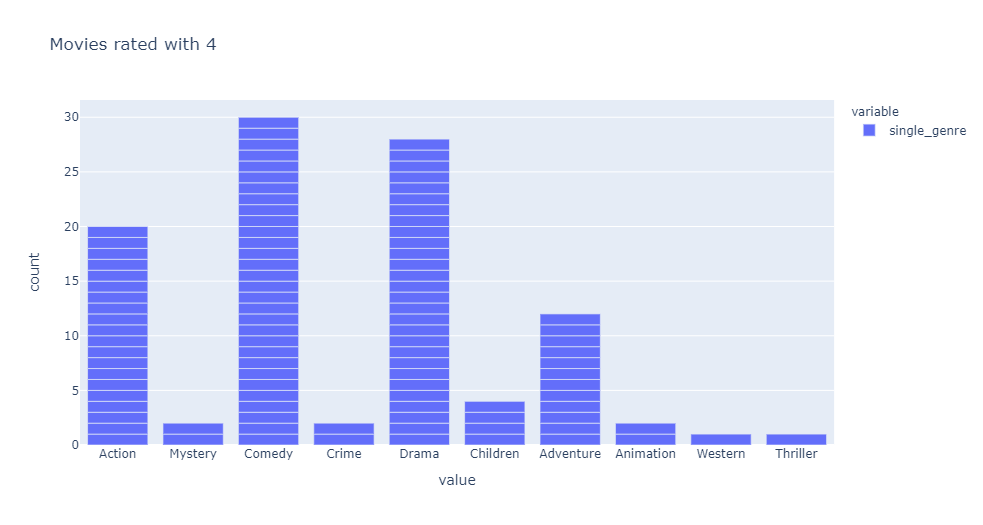 Movies rated with 4
variable
single_genre
count
30
25
20
15
10
5
0
Action Mystery Comedy Crime Drama Children Adventure Animation Western Thriller
value